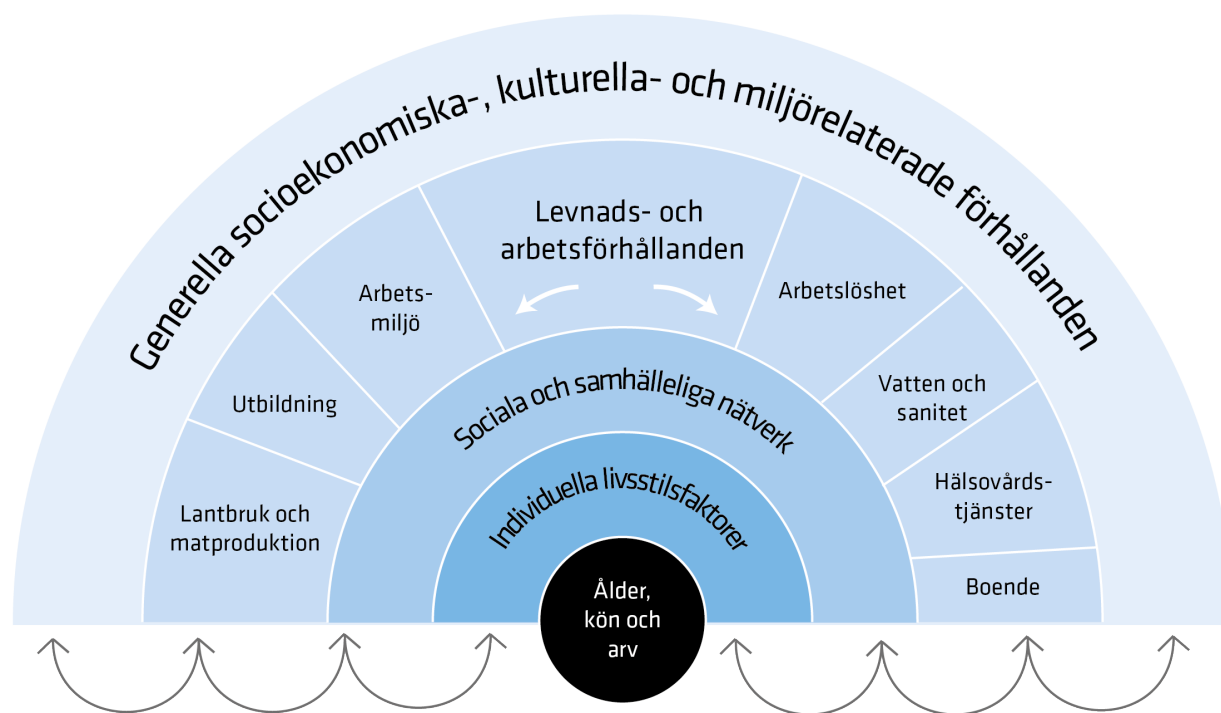 Generella socioekonomiska-, kulturella- och miljörelaterade förhållanden
Levnads- och
arbetsförhållanden
Arbets-
miljö
Arbetslöshet
Utbildning
Vatten och
sanitet
Lantbruk och
matproduktion
Hälsovårds-
tjänster
Boende
Sociala och samhälleliga nätverk
Individuella livsstilsfaktorer
Ålder,
kön och
arv